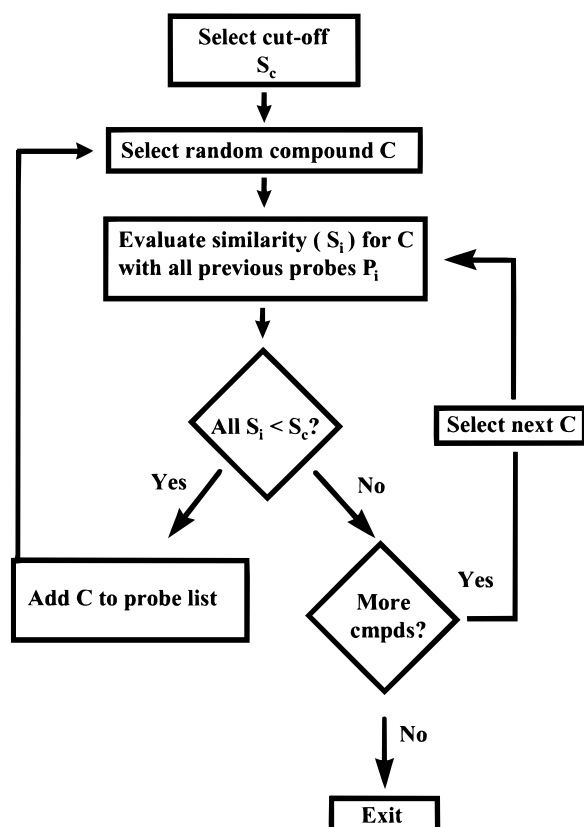 Select cut-off
Sc
Select random compound C
Evaluate similarity ( Si ) for C
with all previous probes Pi
All Si < Sc?
Select next C
Yes
No
Add C to probe list
More
cmpds?
Yes
No
Exit